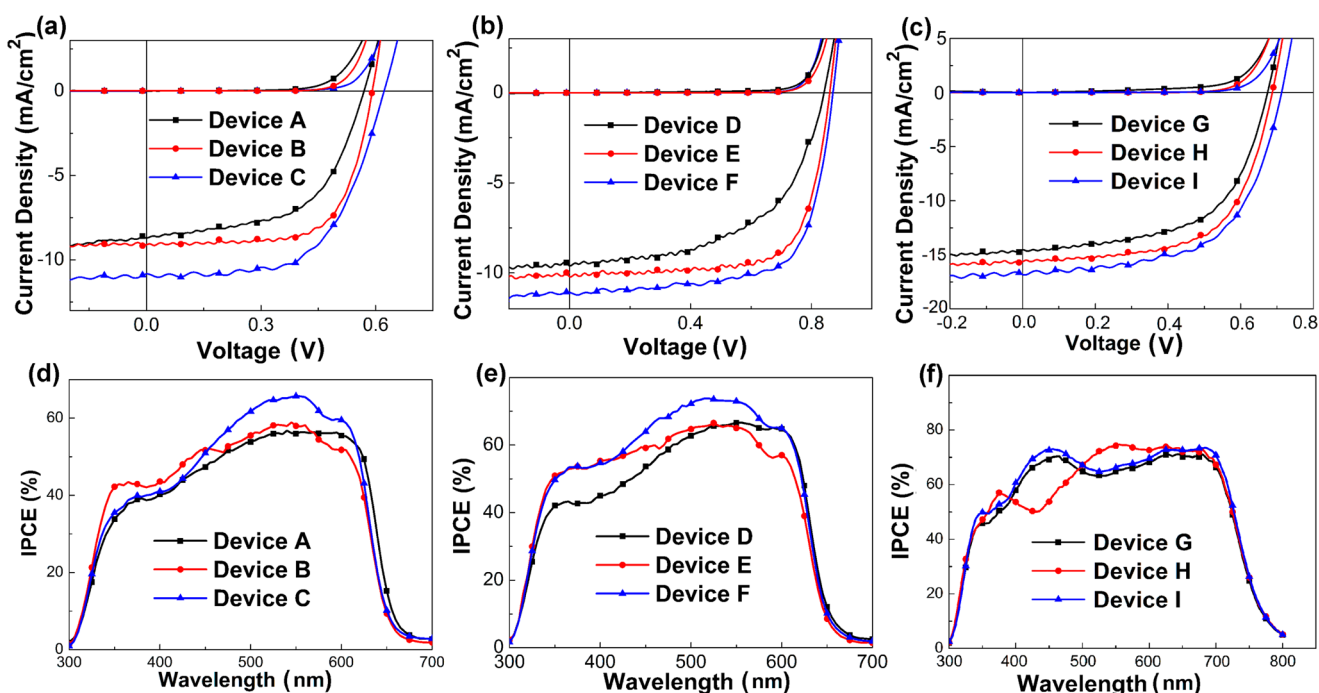 (a)
Current Density (mA/cm²)
0
-5
-10
0.0 0.3 0.6
Voltage (V)
Device A
Device B
Device C
(b)
Current Density (mA/cm²)
0
-5
-10
0.0 0.4 0.8
Voltage (V)
Device D
Device E
Device F
(c)
Current Density (mA/cm²)
5
0
-5
-10
-15
-20
-0.2 0.0 0.2 0.4 0.6 0.8
Voltage (V)
Device G
Device H
Device I
(d)
IPCE (%)
60
40
20
0
300 400 500 600 700
Wavelength (nm)
Device A
Device B
Device C
(e)
IPCE (%)
80
60
40
20
0
300 400 500 600 700
Wavelength (nm)
Device D
Device E
Device F
(f)
IPCE (%)
80
60
40
20
0
300 400 500 600 700 800
Wavelength (nm)
Device G
Device H
Device I